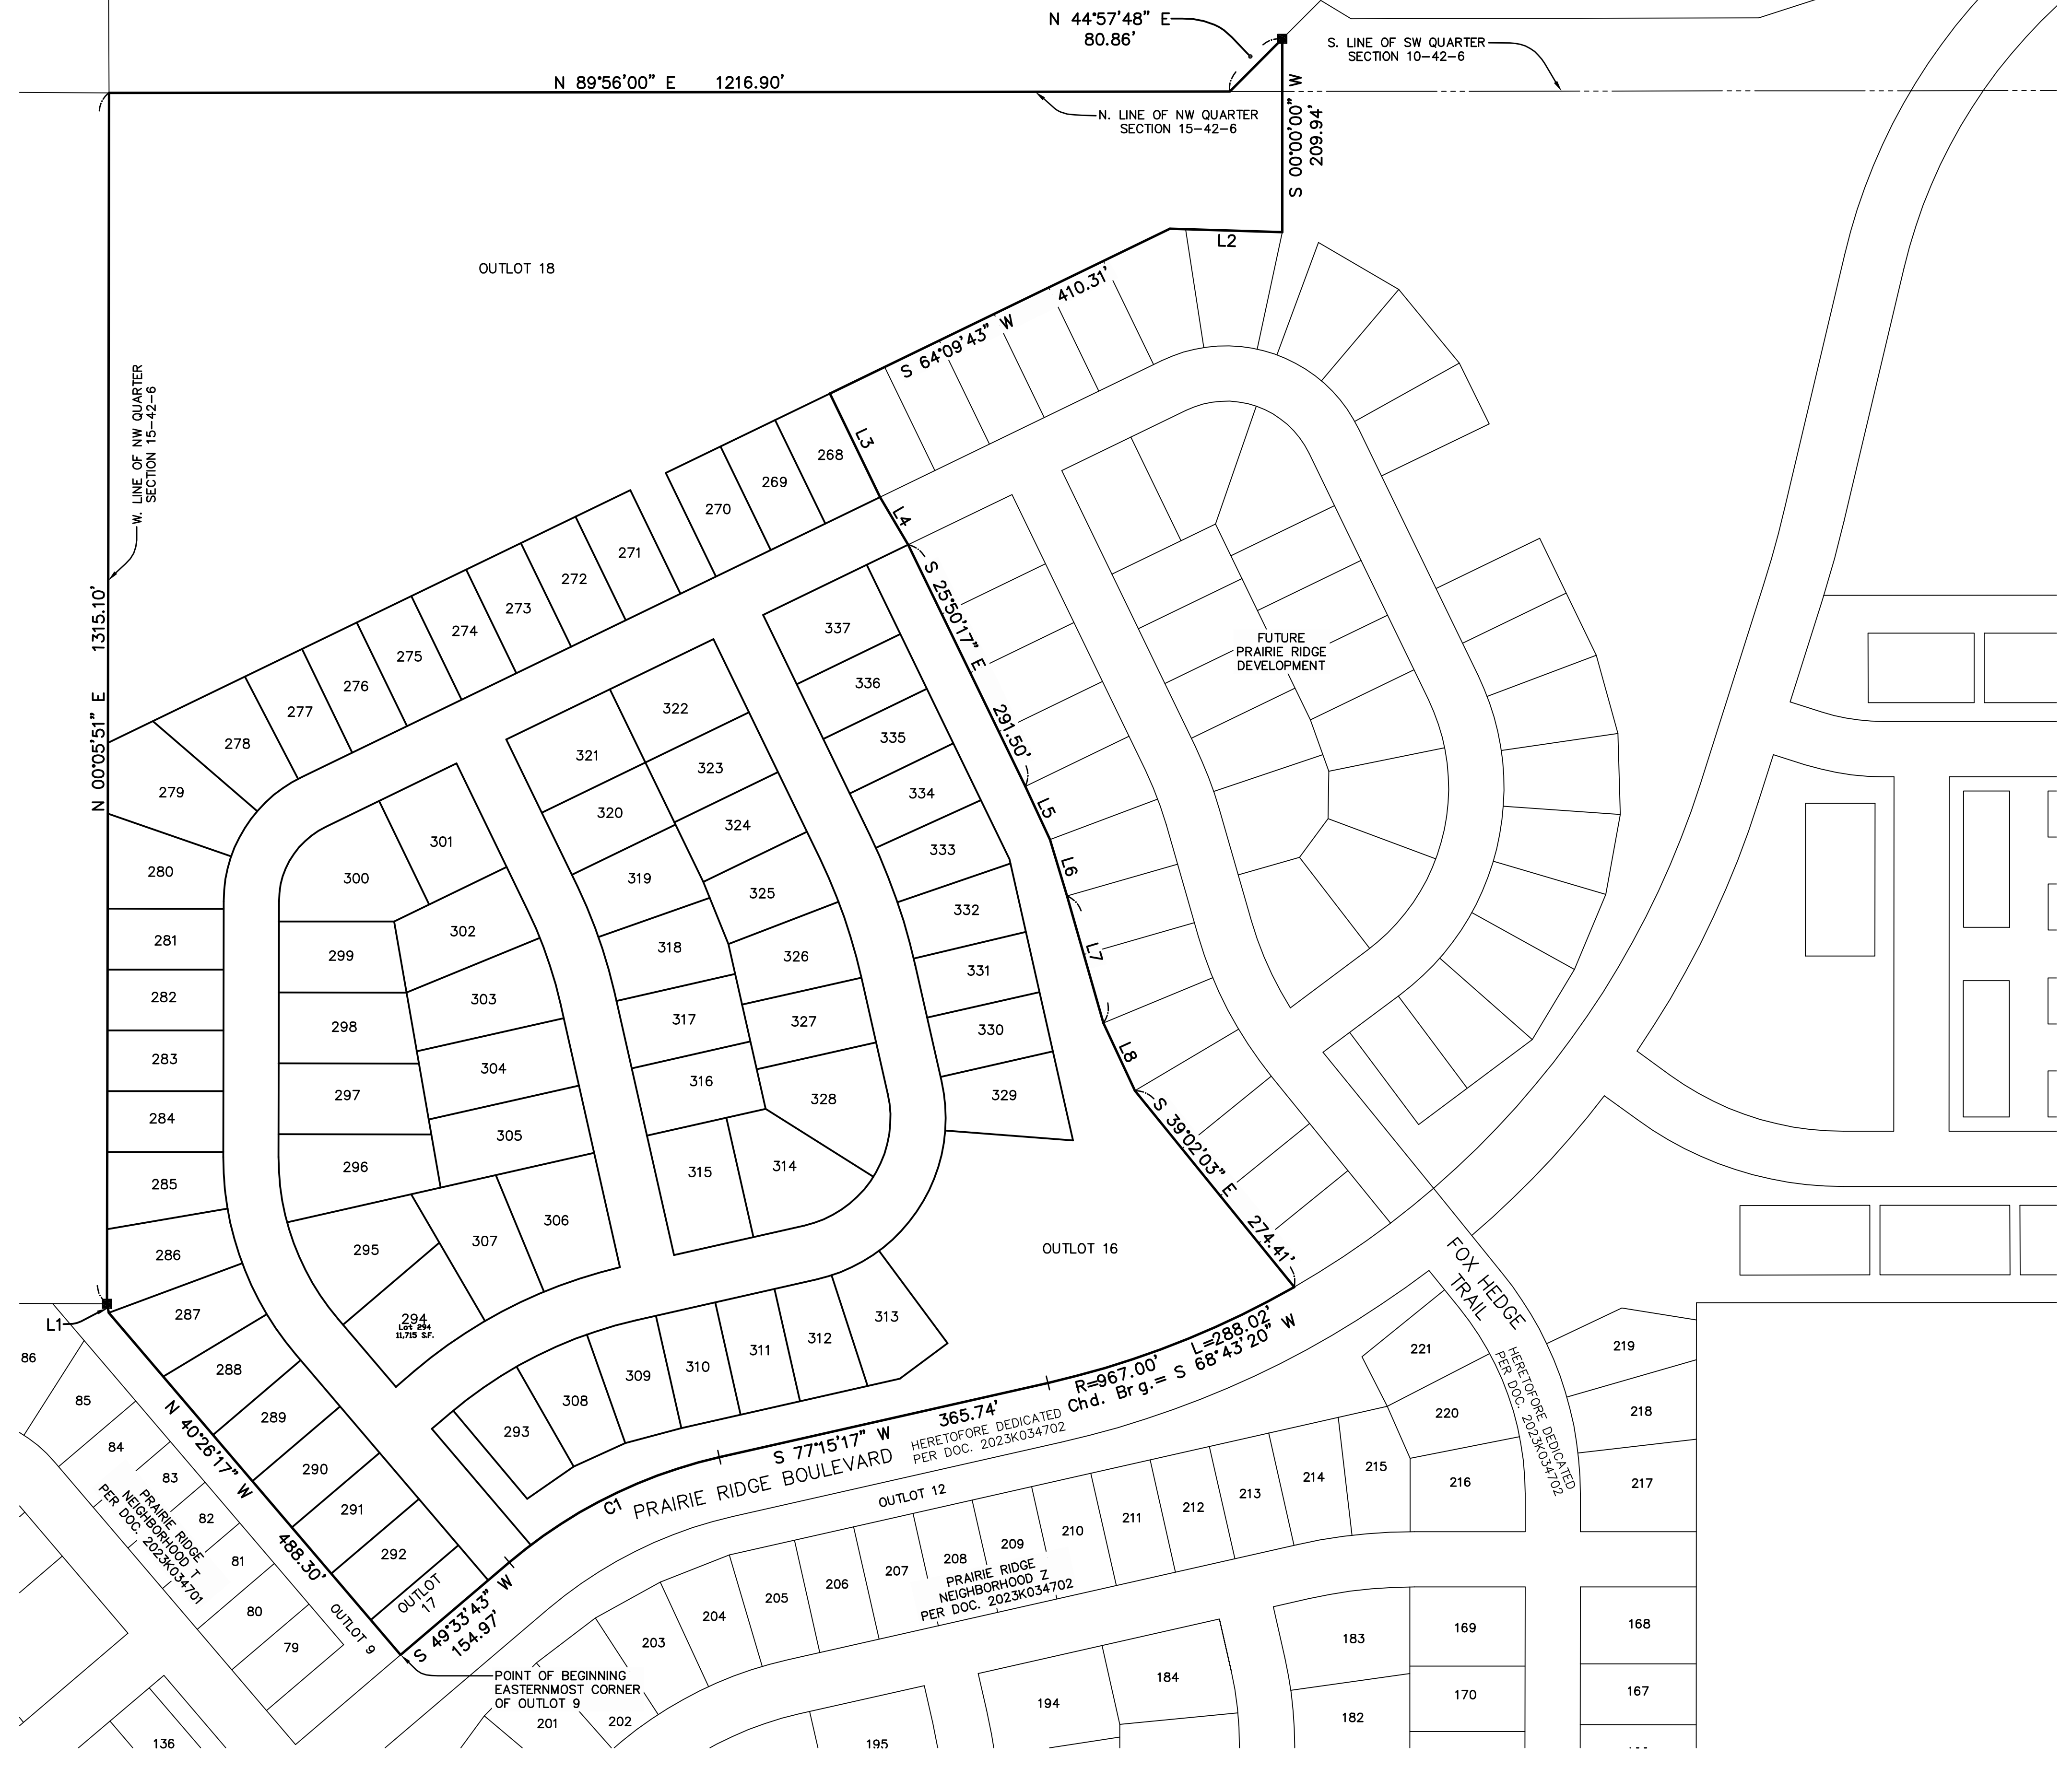 N 44°57'48" E
80.86'
S. LINE OF SW QUARTER
SECTION 10-42-6
N 89°56'00" E 1216.90'
N. LINE OF NW QUARTER
SECTION 15-42-6
S 00°00'00" W
209.94'
L2
OUTLOT 18
410.31'
S 64°09'43" W
W. LINE OF NW QUARTER
SECTION 15-42-6
N 00°05'51" E 1315.10'
L3
268
269
270
L4
271
272
273
274
275
276
277
278
279
280
281
282
283
284
285
286
287
288
289
290
291
292
OUTLOT
17
S 25°50'17" E
291.50'
L5
L6
L7
L8
S 39°02'03" E
274.41'
FUTURE
PRAIRIE RIDGE
DEVELOPMENT
337
336
335
334
333
332
331
330
329
322
321
323
320
324
319
325
318
326
317
327
316
328
315
314
301
300
302
299
303
298
304
297
305
296
306
307
295
294
Lot 294
11,715 S.F.
OUTLOT 16
313
312
311
310
309
308
293
L1
86
85
84
83
82
81
80
79
136
N 40°26'17" W
488.30'
PRAIRIE RIDGE
NEIGHBORHOOD T
PER DOC. 2023K034701
OUTLOT 9
S 49°33'43" W
154.97'
POINT OF BEGINNING
EASTERNMOST CORNER
OF OUTLOT 9
C1
S 77°15'17" W
365.74'
R=967.00' L=288.02'
Chd. Brg.= S 68°43'20" W
PRAIRIE RIDGE BOULEVARD
HERETOFORE DEDICATED
PER DOC. 2023K034702
OUTLOT 12
FOX HEDGE
TRAIL
HERETOFORE DEDICATED
PER DOC. 2023K034702
221
220
219
218
217
216
215
214
213
212
211
210
209
208
207
206
205
204
203
202
201
PRAIRIE RIDGE
NEIGHBORHOOD Z
PER DOC. 2023K034702
195
194
184
183
182
169
170
168
167